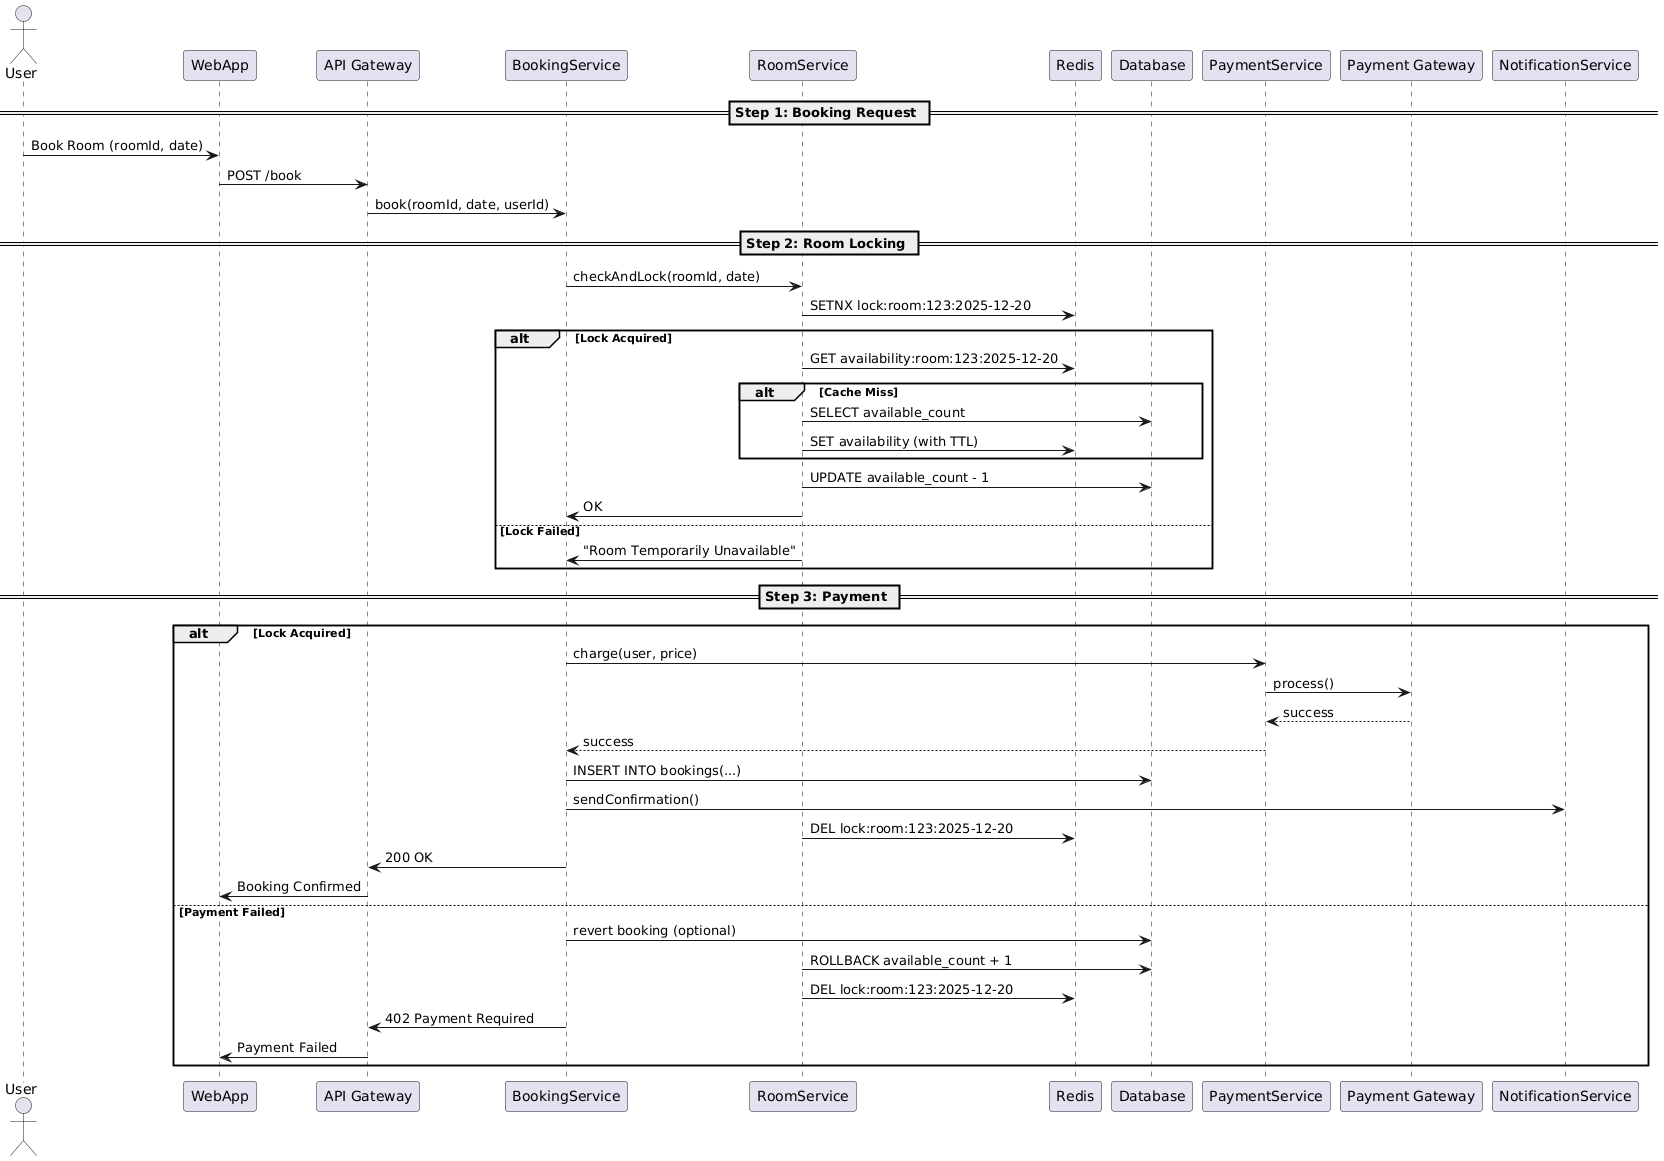 User
WebApp
API Gateway
BookingService
RoomService
Redis
Database
PaymentService
Payment Gateway
NotificationService
Step 1: Booking Request
Book Room (roomId, date)
POST /book
book(roomId, date, userId)
Step 2: Room Locking
checkAndLock(roomId, date)
SETNX lock:room:123:2025-12-20
alt
[Lock Acquired]
GET availability:room:123:2025-12-20
alt
[Cache Miss]
SELECT available_count
SET availability (with TTL)
UPDATE available_count - 1
OK
[Lock Failed]
"Room Temporarily Unavailable"
Step 3: Payment
alt
[Lock Acquired]
charge(user, price)
process()
success
success
INSERT INTO bookings(...)
sendConfirmation()
DEL lock:room:123:2025-12-20
200 OK
Booking Confirmed
[Payment Failed]
revert booking (optional)
ROLLBACK available_count + 1
DEL lock:room:123:2025-12-20
402 Payment Required
Payment Failed
User
WebApp
API Gateway
BookingService
RoomService
Redis
Database
PaymentService
Payment Gateway
NotificationService